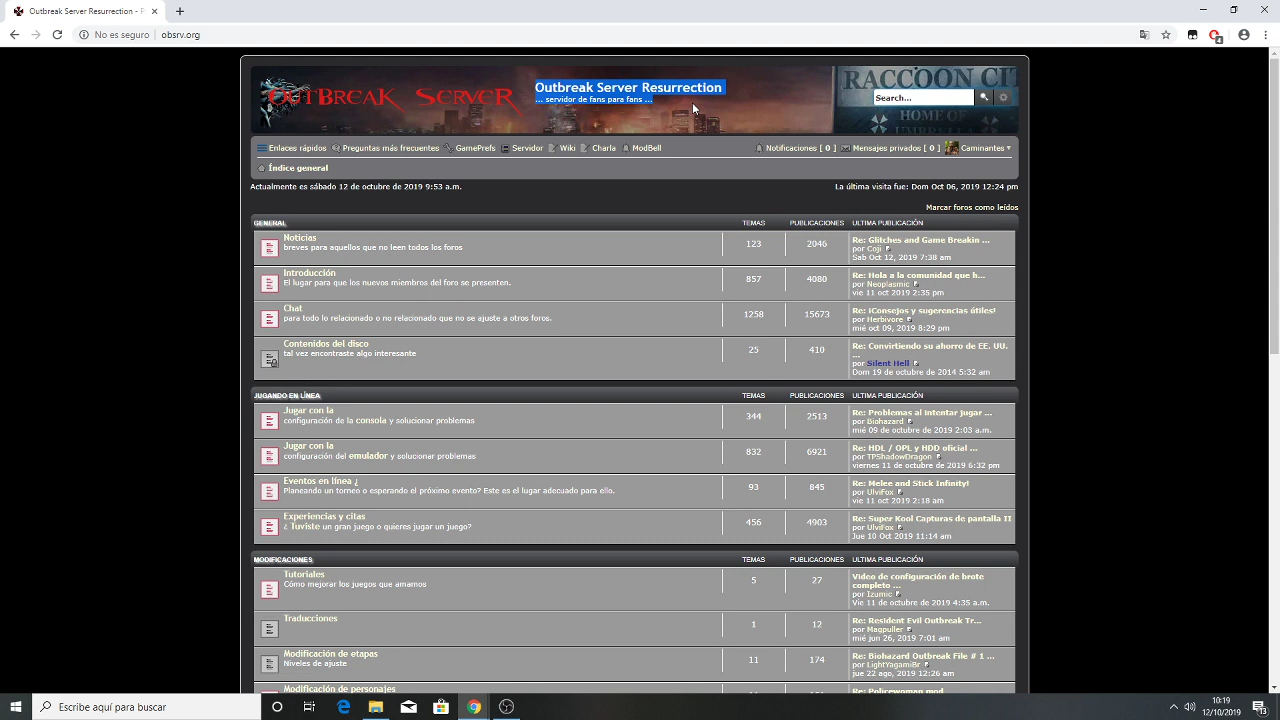 Outbreak Server Resurrection - P
No es seguro | obsrv.org
4
OUTBREAK SERVER
Outbreak Server Resurrection
... servidor de fans para fans ...
RACCOON CIT
Search...
HOME OF
UMBRELLA
Enlaces rápidos Preguntas más frecuentes GamePrefs Servidor Wiki Charla ModBell Notificaciones [ 0 ] Mensajes privados [ 0 ] Caminantes
Índice general
Actualmente es sábado 12 de octubre de 2019 9:53 a.m. La última visita fue: Dom Oct 06, 2019 12:24 pm
Marcar foros como leídos
GENERAL TEMAS PUBLICACIONES ULTIMA PUBLICACIÓN
Noticias
breves para aquellos que no leen todos los foros
123 2046
Re: Glitches and Game Breakin ...
por Coji
Sab Oct 12, 2019 7:38 am
Introducción
El lugar para que los nuevos miembros del foro se presenten.
857 4080
Re: Hola a la comunidad que h...
por Neoplasmic
vie 11 oct 2019 2:35 pm
Chat
para todo lo relacionado o no relacionado que no se ajuste a otros foros.
1258 15673
Re: ¡Consejos y sugerencias útiles!
por Herbivore
mié oct 09, 2019 8:29 pm
Contenidos del disco
tal vez encontraste algo interesante
25 410
Re: Convirtiendo su ahorro de EE. UU.
...
por Silent Hell
Dom 19 de octubre de 2014 5:32 am
JUGANDO EN LÍNEA TEMAS PUBLICACIONES ULTIMA PUBLICACIÓN
Jugar con la
configuración de la consola y solucionar problemas
344 2513
Re: Problemas al intentar jugar ...
por Biohazard
mié 09 de octubre de 2019 2:03 a.m.
Jugar con la
configuración del emulador y solucionar problemas
832 6921
Re: HDL / OPL y HDD oficial ...
por TPShadowDragon
viernes 11 de octubre de 2019 6:32 pm
Eventos en línea ¿
Planeando un torneo o esperando el próximo evento? Este es el lugar adecuado para ello.
93 845
Re: Melee and Stick Infinity!
por UlviFox
vie 11 oct 2019 2:18 am
Experiencias y citas
¿ Tuviste un gran juego o quieres jugar un juego?
456 4903
Re: Super Kool Capturas de pantalla II
por UlviFox
Jue 10 Oct 2019 11:14 am
MODIFICACIONES TEMAS PUBLICACIONES ULTIMA PUBLICACIÓN
Tutoriales
Cómo mejorar los juegos que amamos
5 27
Video de configuración de brote
completo ...
por Izumic
Vie 11 de octubre de 2019 4:35 a.m.
Traducciones
1 12
Re: Resident Evil Outbreak Tr...
por Magpuller
mié jun 26, 2019 7:01 am
Modificación de etapas
Niveles de ajuste
11 174
Re: Biohazard Outbreak File # 1 ...
por LightYagamiBr
jue 22 ago, 2019 12:26 am
Modificación de personajes
Re: Policewoman mod
Escribe aquí para buscar
10:19
12/10/2019
13